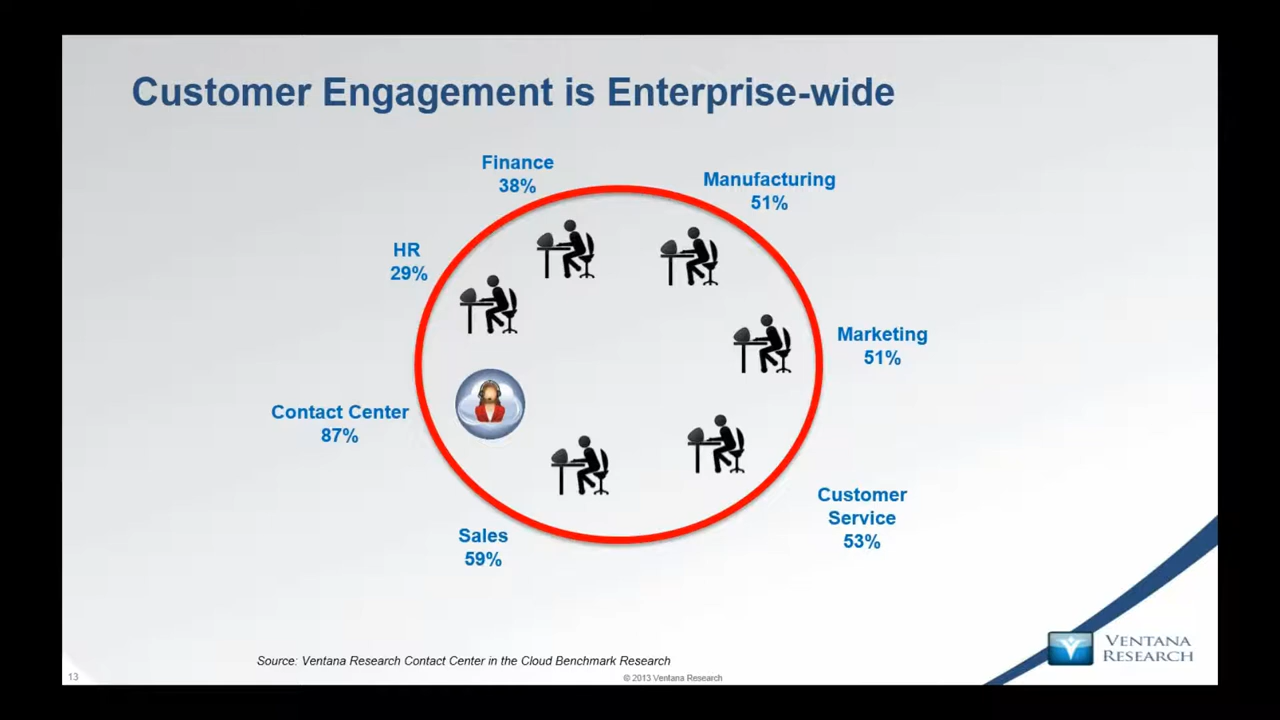 Customer Engagement is Enterprise-wide
Finance
38%
Manufacturing
51%
HR
29%
Marketing
51%
Contact Center
87%
Customer
Service
53%
Sales
59%
VENTANA
RESEARCH
Source: Ventana Research Contact Center in the Cloud Benchmark Research
13
© 2013 Ventana Research